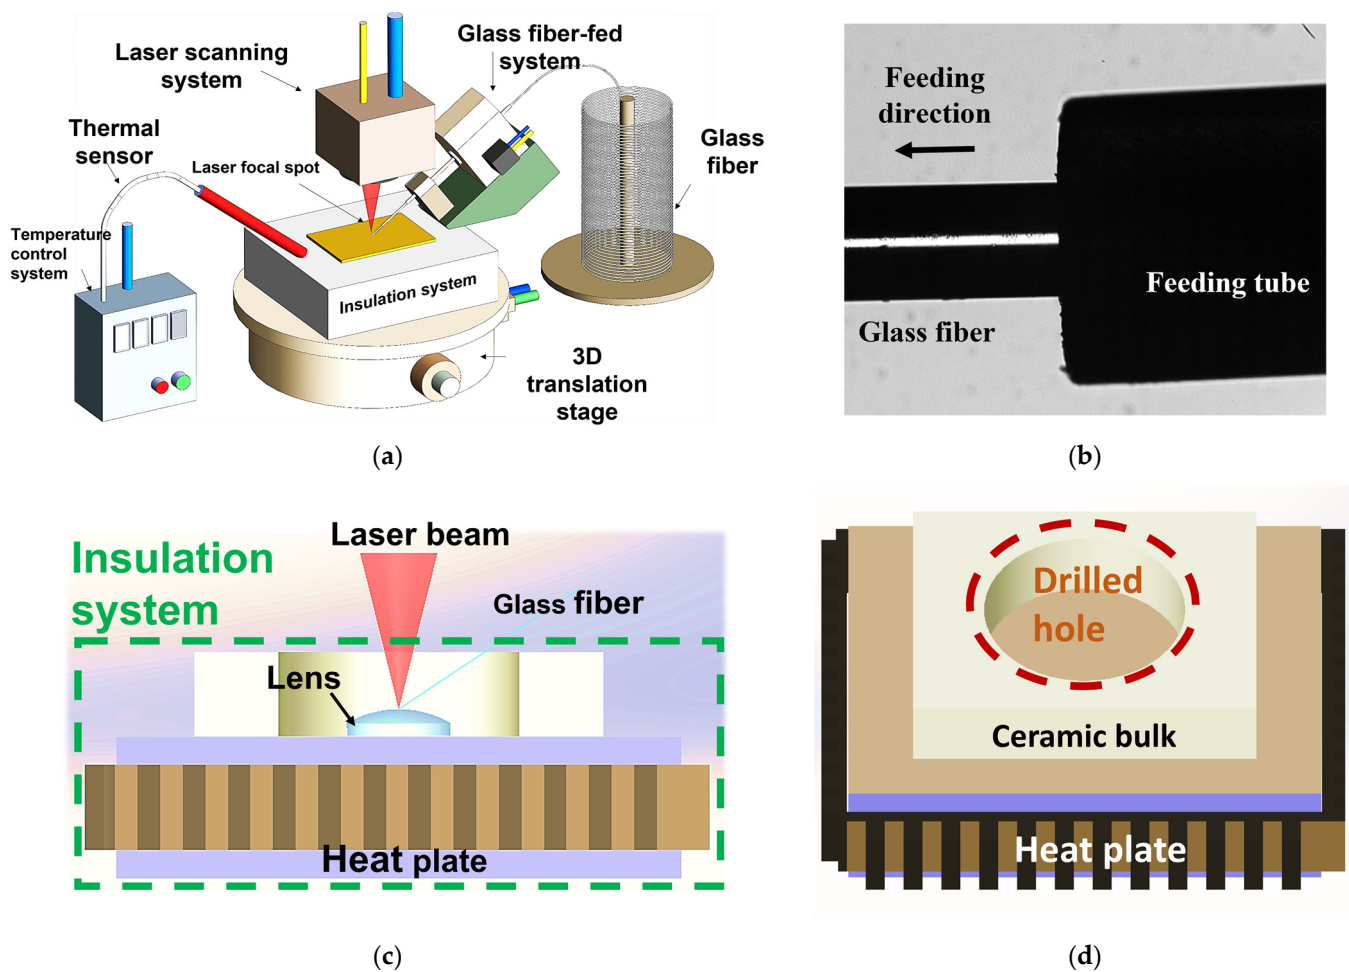 Laser scanning
system
Glass fiber-fed
system
Thermal
sensor
Laser focal spot
Glass
fiber
Temperature
control
system
Insulation system
3D
translation
stage
(a)
Feeding
direction
Feeding tube
Glass fiber
(b)
Insulation
system
Laser beam
Glass fiber
Lens
Heat plate
(c)
Drilled
hole
Ceramic bulk
Heat plate
(d)